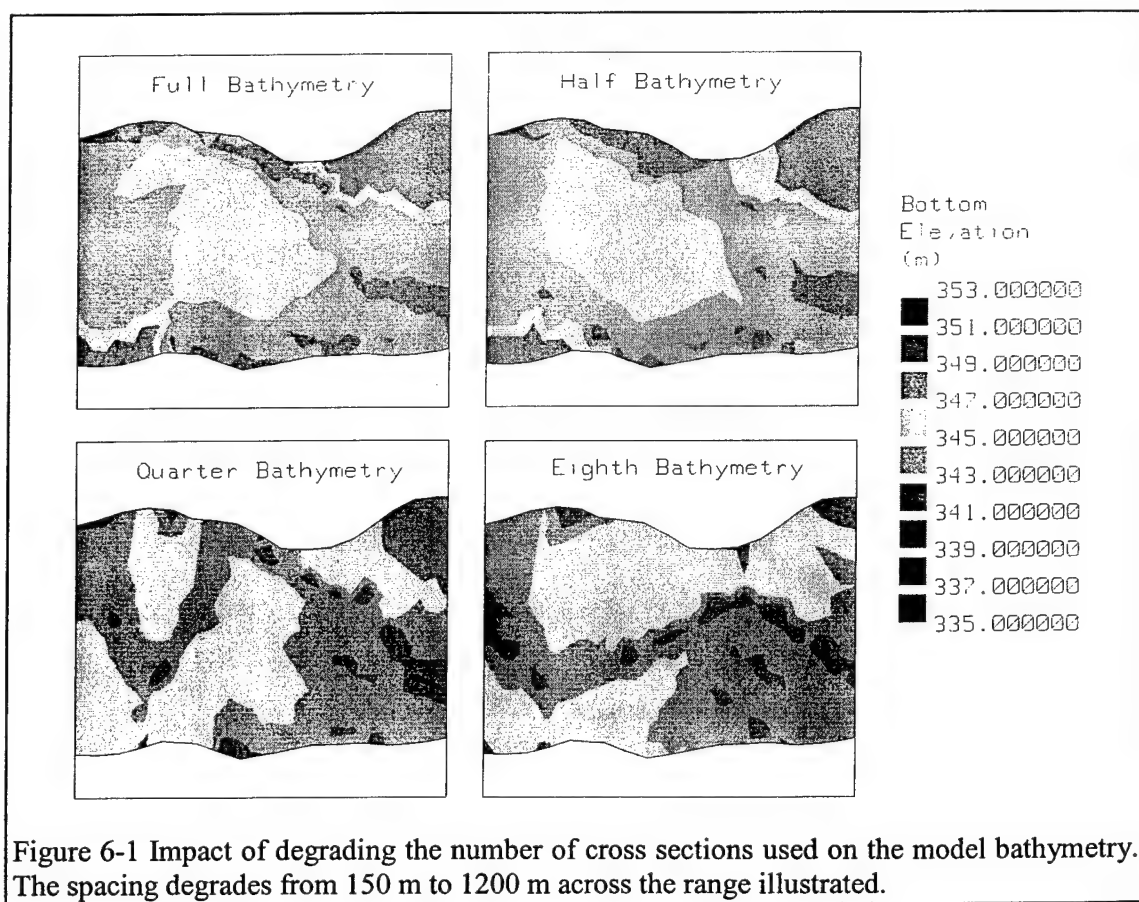 Full Bathymetry
Half Bathymetry
Quarter Bathymetry
Eighth Bathymetry
Bottom
Elevation
(m)
353.000000
351.000000
349.000000
347.000000
345.000000
343.000000
341.000000
339.000000
337.000000
335.000000
Figure 6-1 Impact of degrading the number of cross sections used on the model bathymetry.
The spacing degrades from 150 m to 1200 m across the range illustrated.